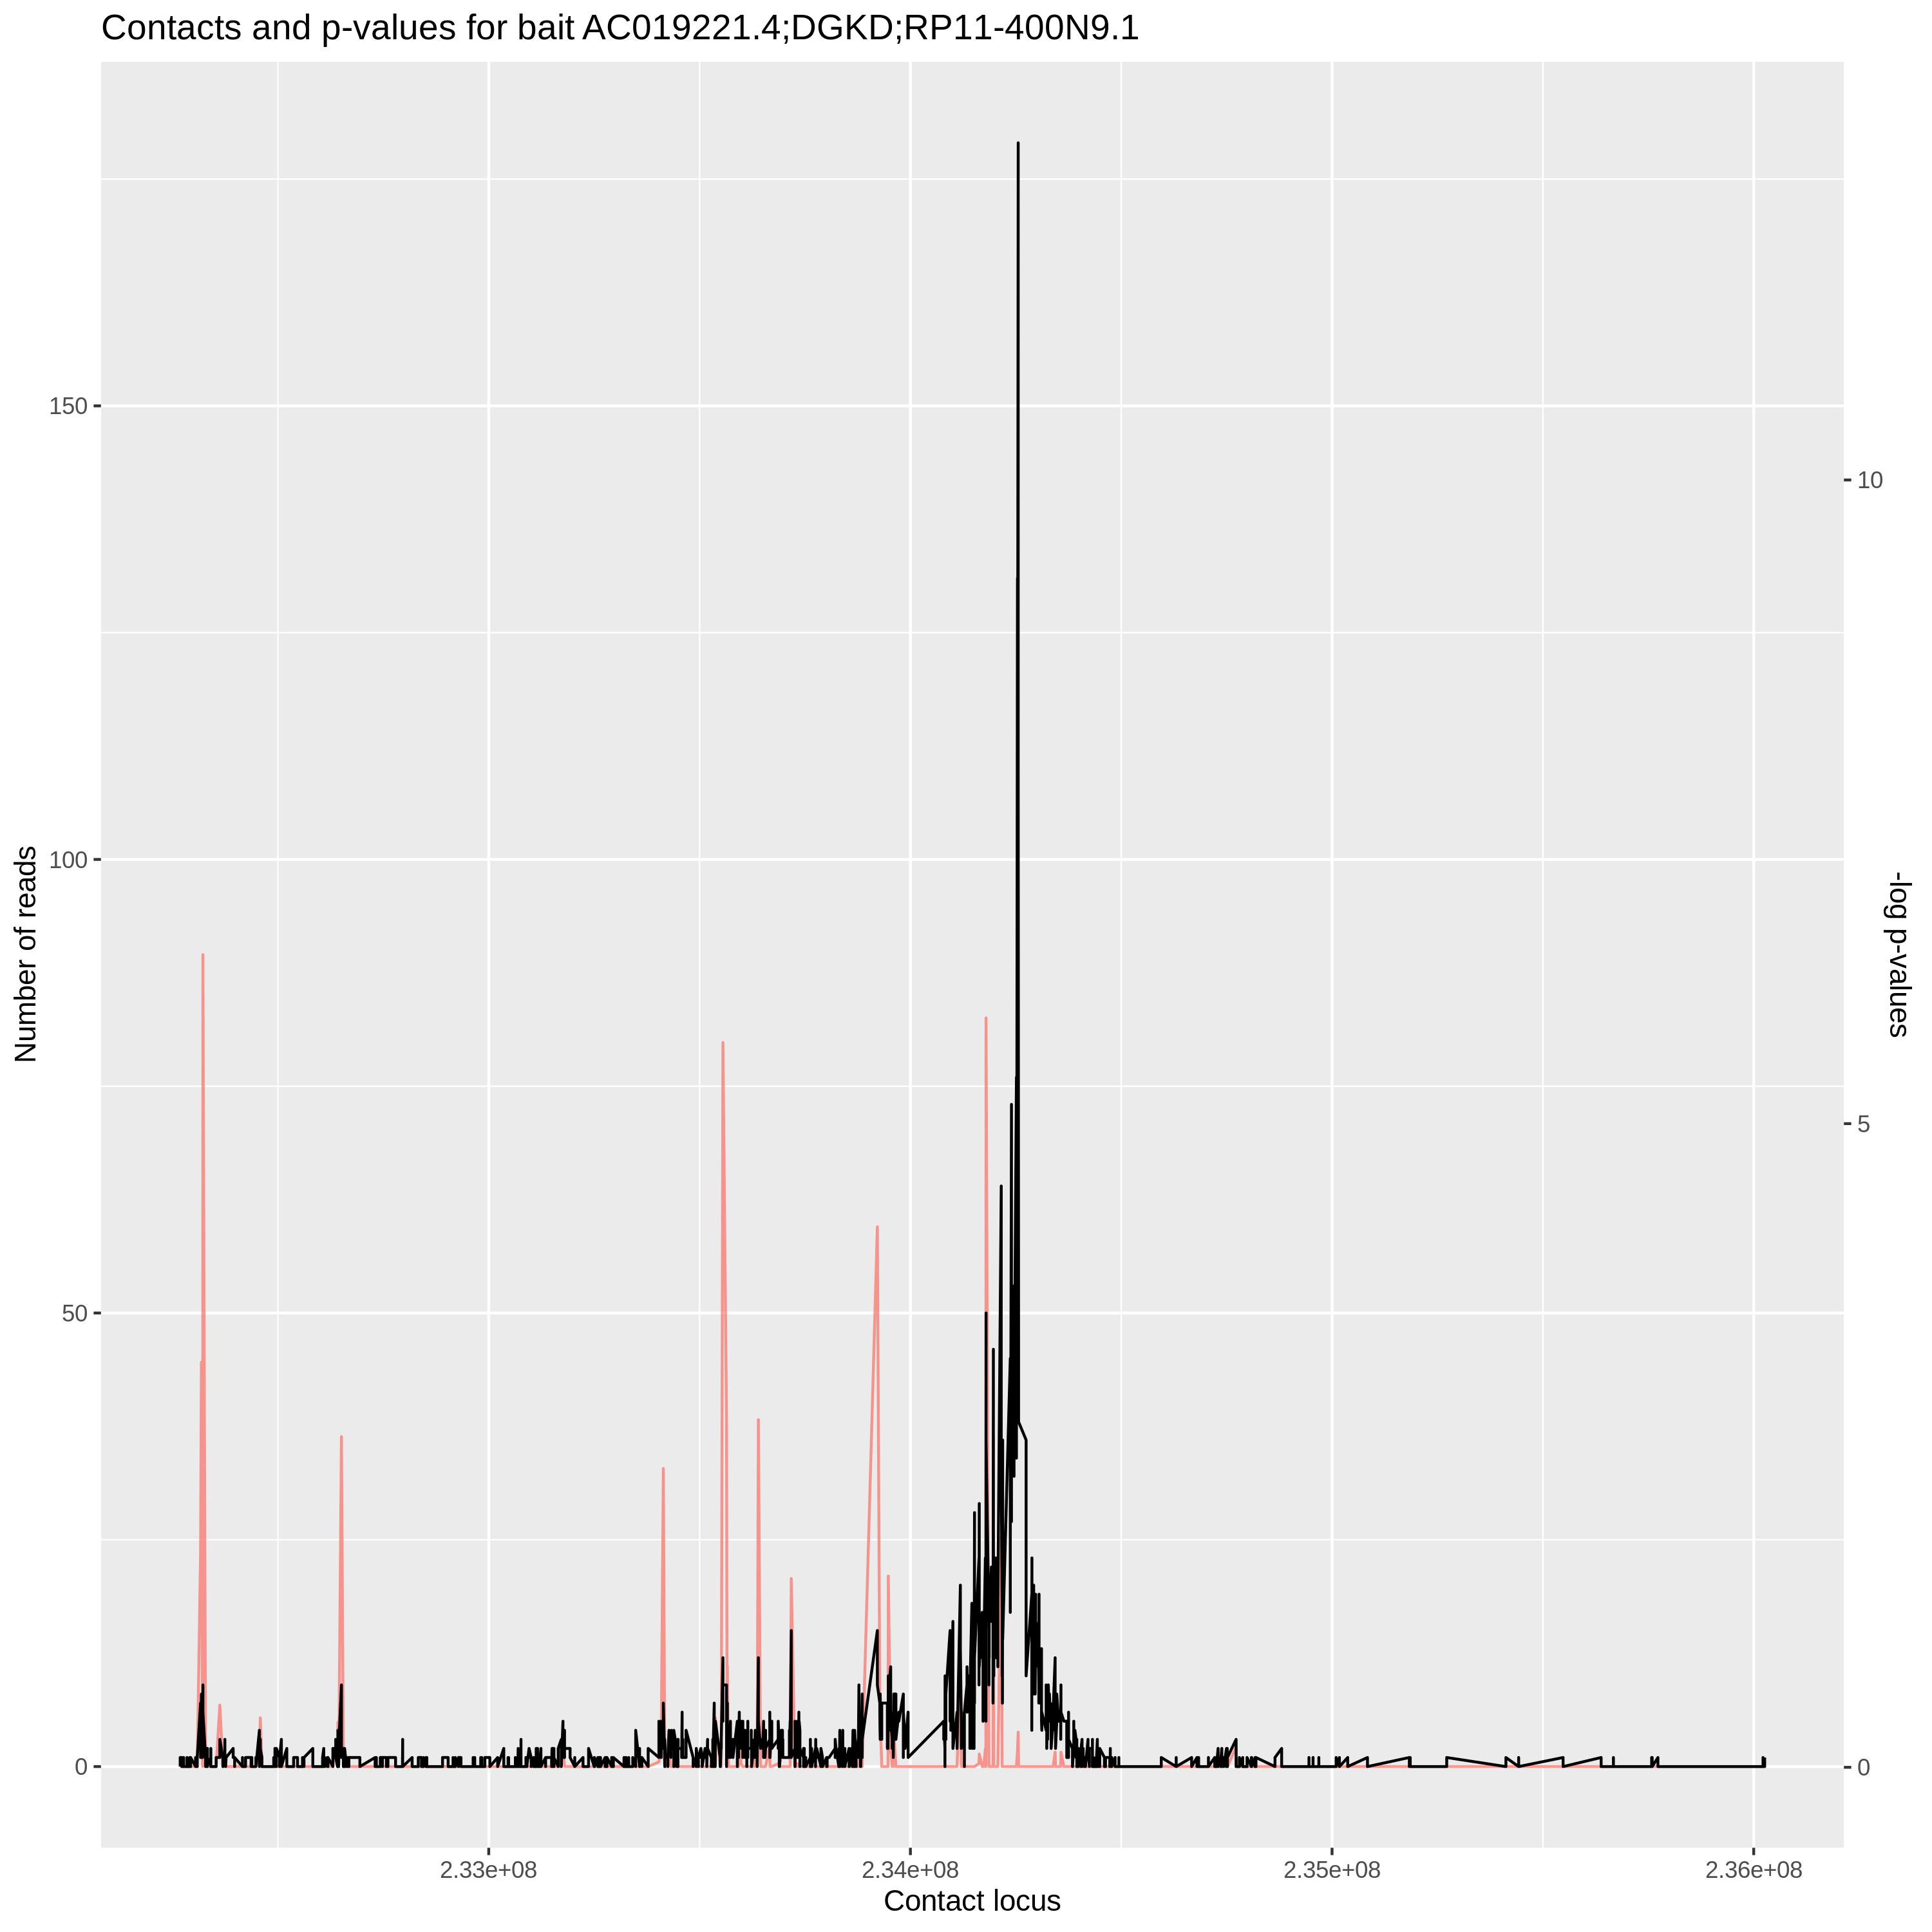 Contacts and p-values for bait AC019221.4;DGKD;RP11-400N9.1
150
100
50
0
Number of reads
10
5
0
-log p-values
2.33e+08 2.34e+08 2.35e+08 2.36e+08
Contact locus